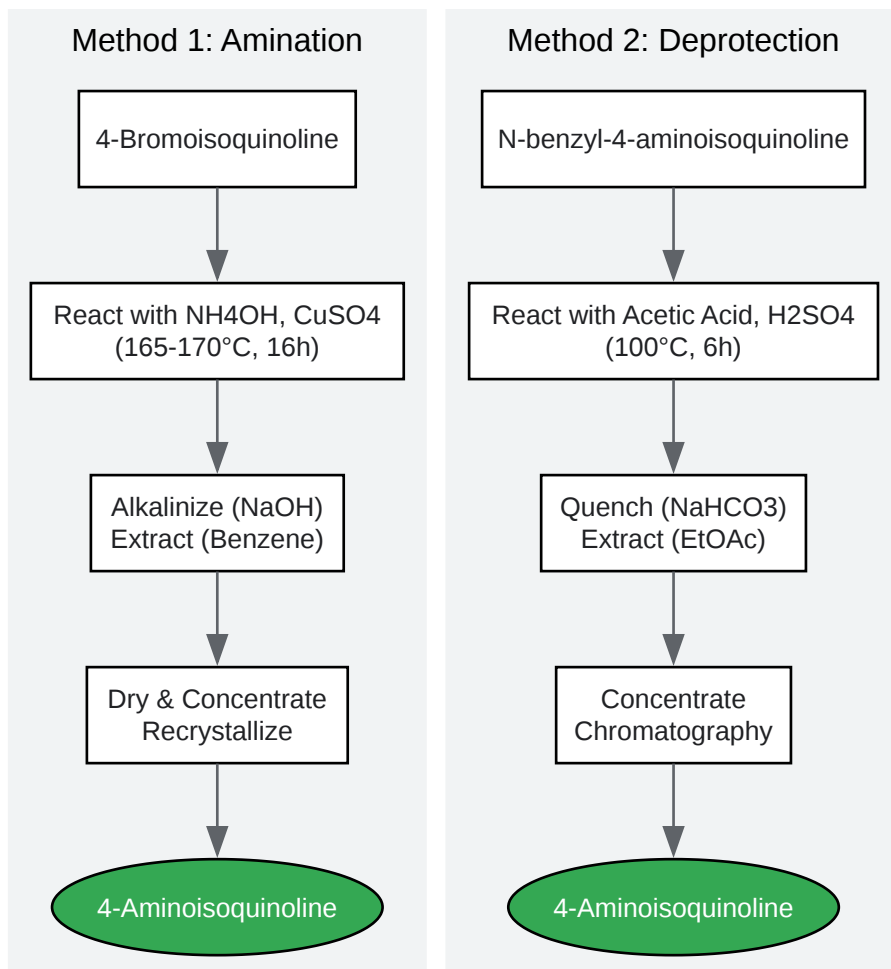 Method 1: Amination
4-Bromoisoquinoline
React with NH4OH, CuSO4
(165-170°C, 16h)
Alkalinize (NaOH)
Extract (Benzene)
Dry & Concentrate
Recrystallize
4-Aminoisoquinoline
Method 2: Deprotection
N-benzyl-4-aminoisoquinoline
React with Acetic Acid, H2SO4
(100°C, 6h)
Quench (NaHCO3)
Extract (EtOAc)
Concentrate
Chromatography
4-Aminoisoquinoline